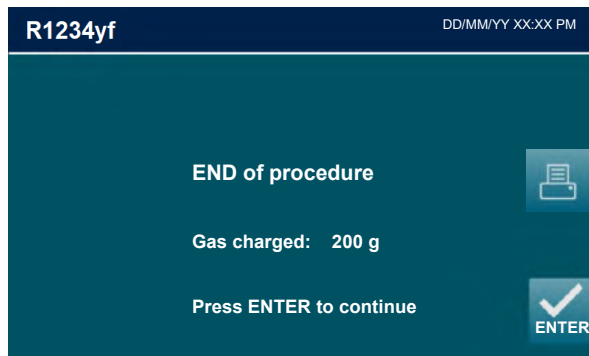 R1234yf
DD/MM/YY XX:XX PM
END of procedure
Gas charged: 200 g
Press ENTER to continue
ENTER